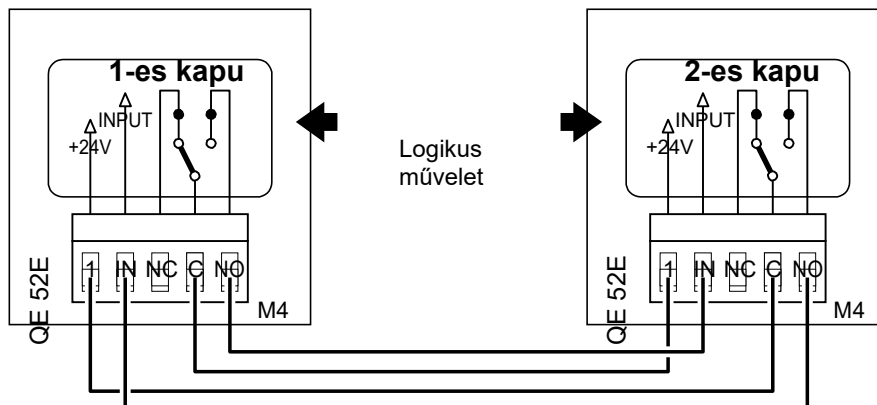 1-es kapu
INPUT
+24V
1 IN NC C NO
QE 52E
M4
Logikus
művelet
2-es kapu
INPUT
+24V
1 IN NC C NO
QE 52E
M4